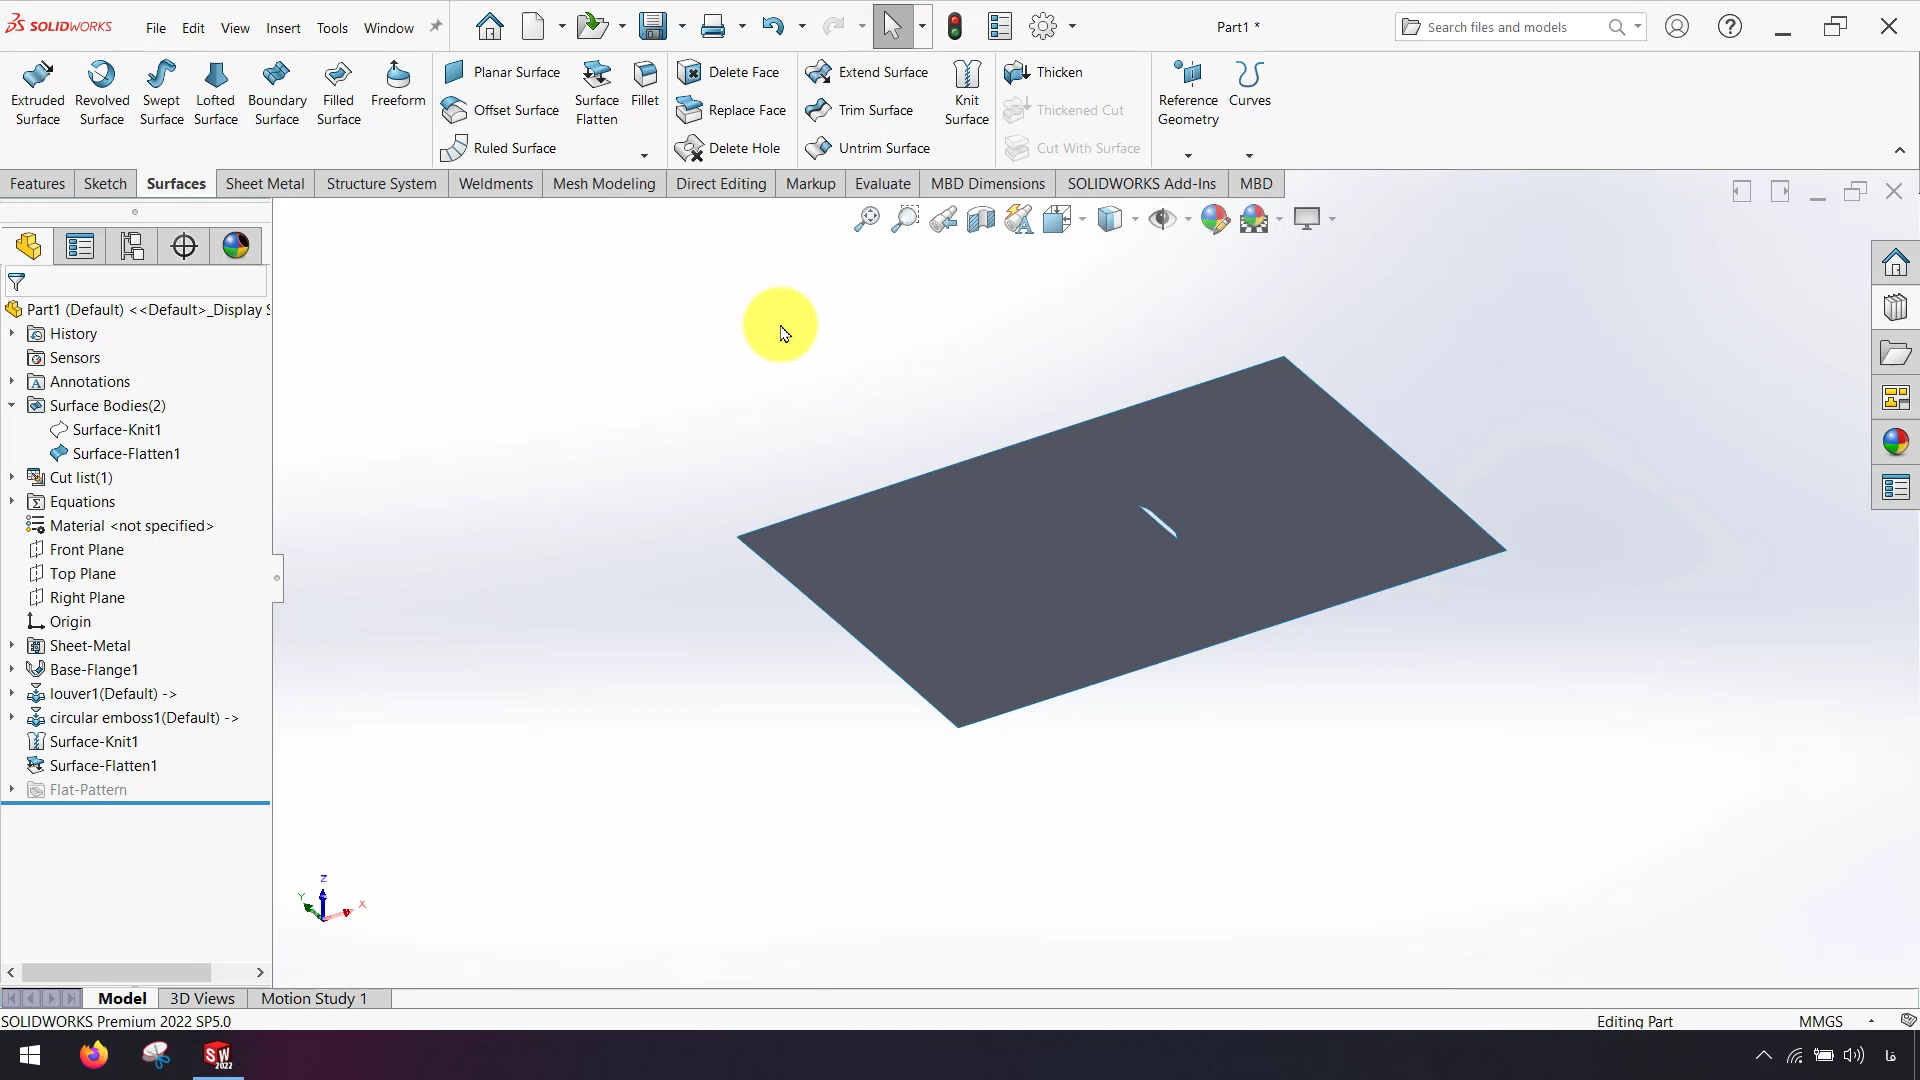 SOLIDWORKS
File Edit View Insert Tools Window
Part1 *
Search files and models
Extruded Surface
Revolved Surface
Swept Surface
Lofted Surface
Boundary Surface
Filled Surface
Freeform
Planar Surface
Offset Surface
Ruled Surface
Surface Flatten
Fillet
Delete Face
Replace Face
Delete Hole
Extend Surface
Trim Surface
Untrim Surface
Knit Surface
Thicken
Thickened Cut
Cut With Surface
Reference Geometry
Curves
Features Sketch Surfaces Sheet Metal Structure System Weldments Mesh Modeling Direct Editing Markup Evaluate MBD Dimensions SOLIDWORKS Add-Ins MBD
Part1 (Default) <<Default>_Display S
History
Sensors
Annotations
Surface Bodies(2)
Surface-Knit1
Surface-Flatten1
Cut list(1)
Equations
Material <not specified>
Front Plane
Top Plane
Right Plane
Origin
Sheet-Metal
Base-Flange1
louver1(Default) ->
circular emboss1(Default) ->
Surface-Knit1
Surface-Flatten1
Flat-Pattern
Z
Y
X
Model 3D Views Motion Study 1
SOLIDWORKS Premium 2022 SP5.0
Editing Part
MMGS
SW
2022
فا